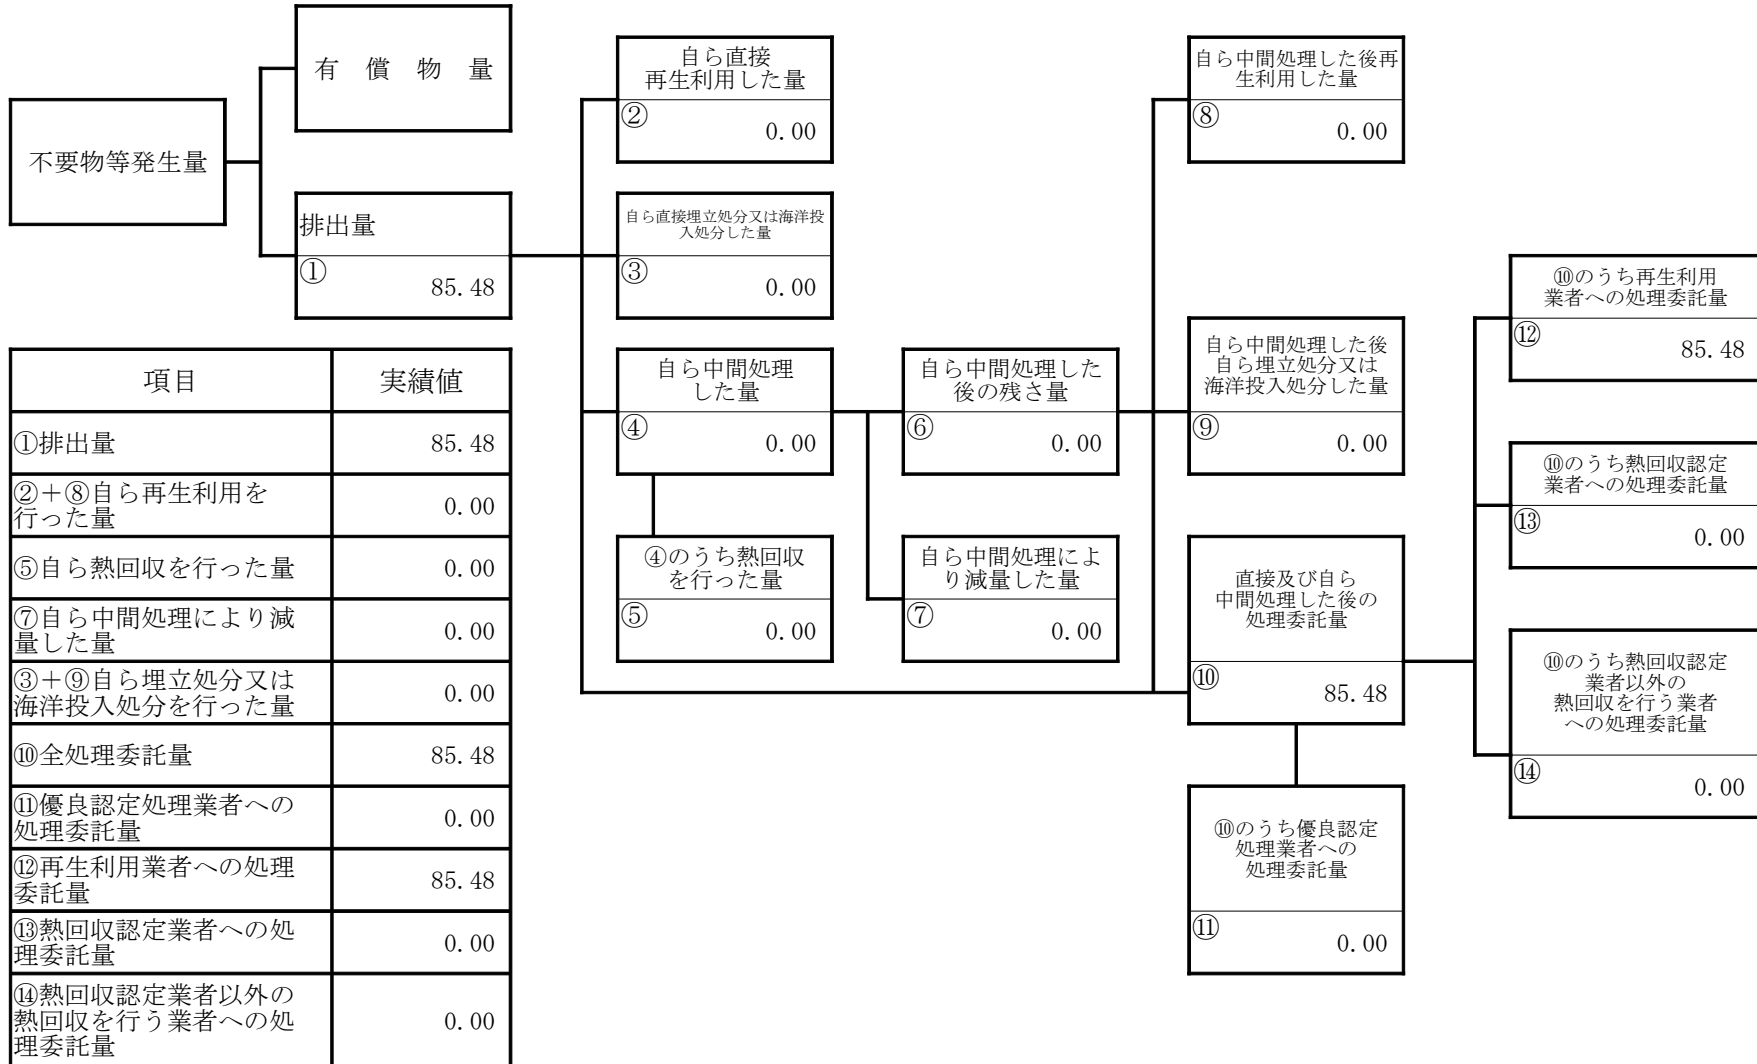 不要物等発生量
有　償　物　量
排出量
①
85.48
自ら直接
再生利用した量
②
0.00
自ら直接埋立処分又は海洋投
入処分した量
③
0.00
自ら中間処理
した量
④
0.00
④のうち熱回収
を行った量
⑤
0.00
自ら中間処理した
後の残さ量
⑥
0.00
自ら中間処理によ
り減量した量
⑦
0.00
自ら中間処理した後再
生利用した量
⑧
0.00
自ら中間処理した後
自ら埋立処分又は
海洋投入処分した量
⑨
0.00
直接及び自ら
中間処理した後の
処理委託量
⑩
85.48
⑩のうち優良認定
処理業者への
処理委託量
⑪
0.00
⑩のうち再生利用
業者への処理委託量
⑫
85.48
⑩のうち熱回収認定
業者への処理委託量
⑬
0.00
⑩のうち熱回収認定
業者以外の
熱回収を行う業者
への処理委託量
⑭
0.00
項目 実績値
①排出量 85.48
②＋⑧自ら再生利用を
行った量 0.00
⑤自ら熱回収を行った量 0.00
⑦自ら中間処理により減
量した量 0.00
③＋⑨自ら埋立処分又は
海洋投入処分を行った量 0.00
⑩全処理委託量 85.48
⑪優良認定処理業者への
処理委託量 0.00
⑫再生利用業者への処理
委託量 85.48
⑬熱回収認定業者への処
理委託量 0.00
⑭熱回収認定業者以外の
熱回収を行う業者への処
理委託量 0.00